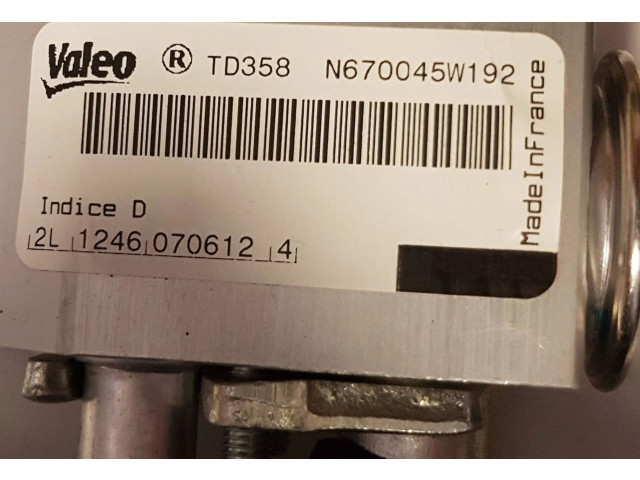 Valeo ® TD358 N670045W192
Indice D
2L 1246 070612 4
MadeInFrance